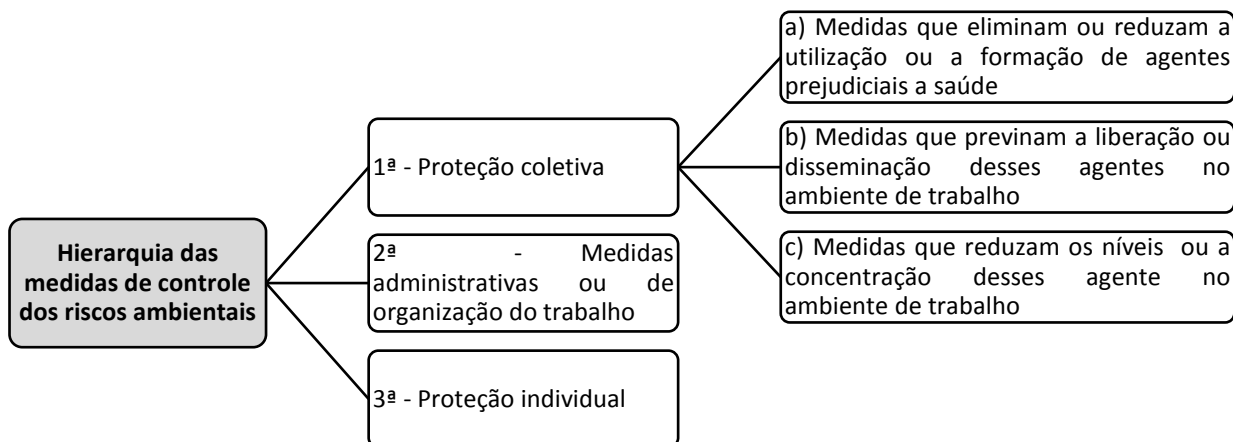 Hierarquia das
medidas de controle
dos riscos ambientais
1ª - Proteção coletiva
2ª - Medidas
administrativas ou de
organização do trabalho
3ª - Proteção individual
a) Medidas que eliminam ou reduzam a
utilização ou a formação de agentes
prejudiciais a saúde
b) Medidas que previnam a liberação ou
disseminação desses agentes no
ambiente de trabalho
c) Medidas que reduzam os níveis ou a
concentração desses agente no
ambiente de trabalho